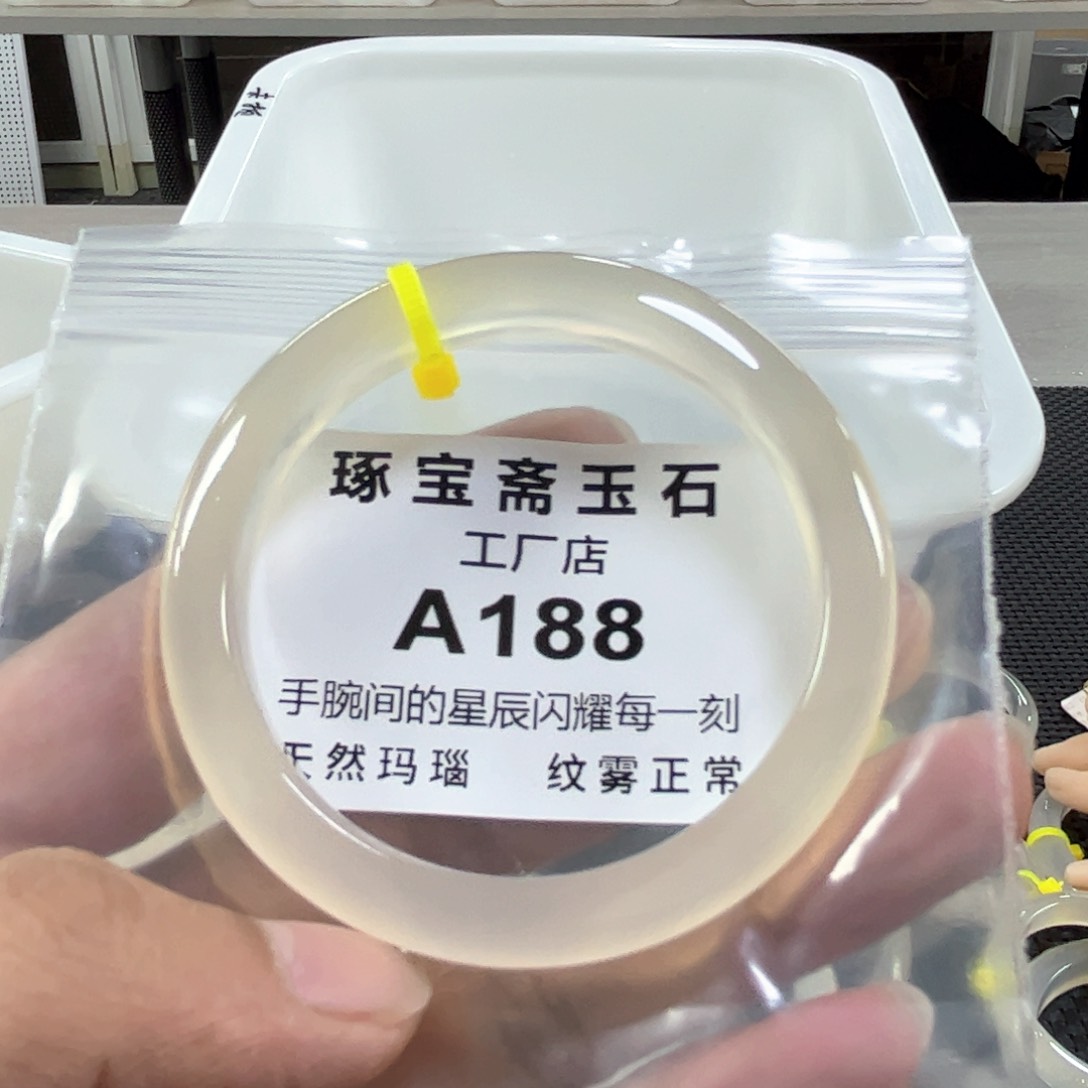 琢宝斋玉石
工厂店
A188
手腕间的星辰闪耀每一刻
天然玛瑙 纹雾正常